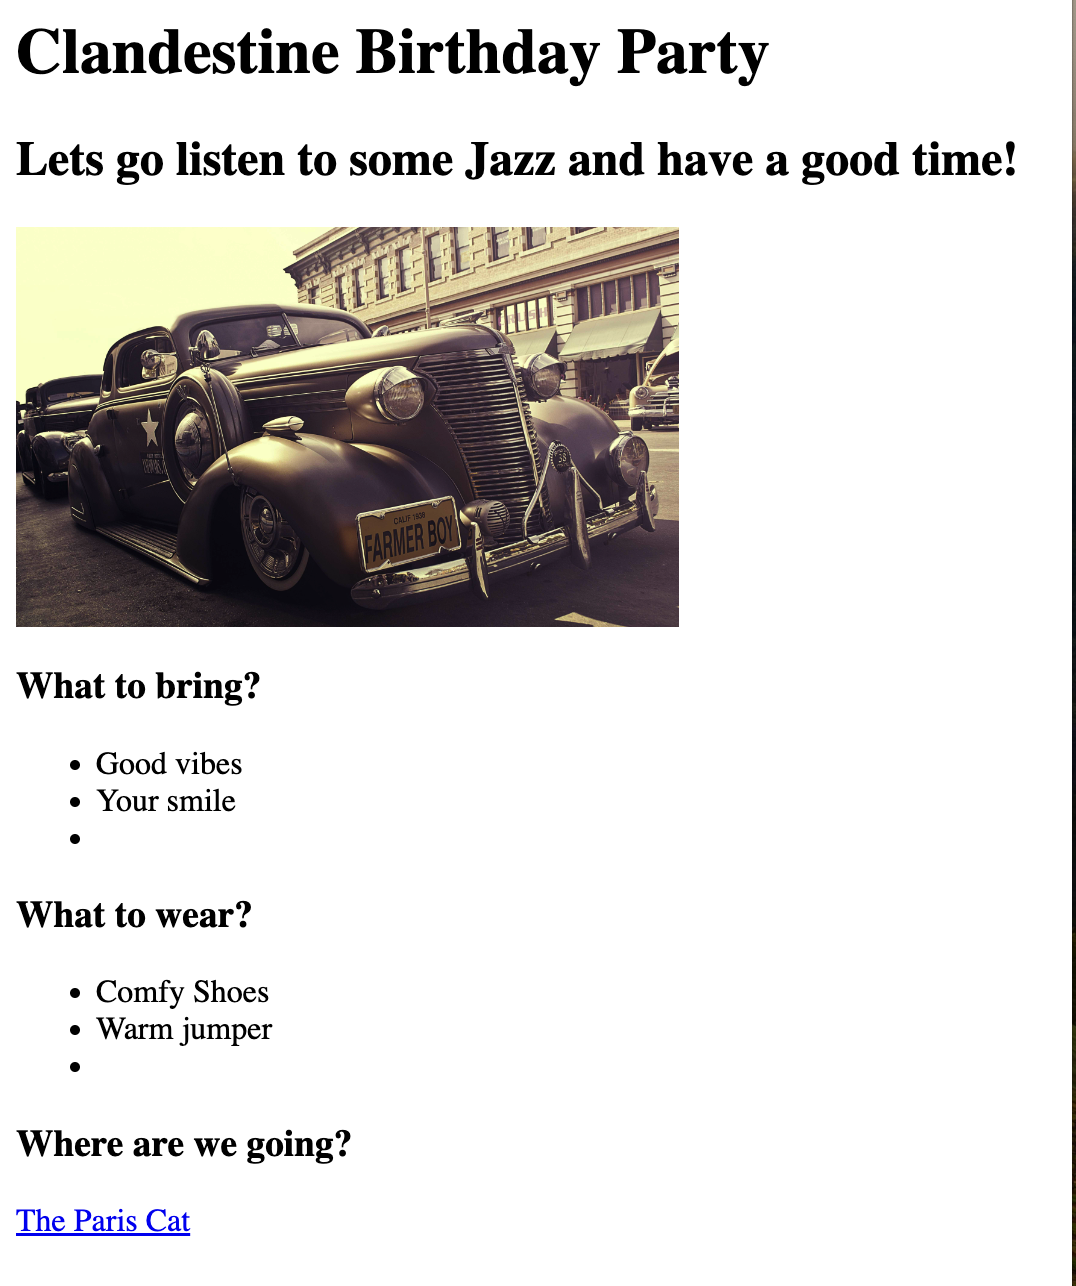 Clandestine Birthday Party
Lets go listen to some Jazz and have a good time!
CALIF 1938
FARMER BOY
What to bring?
• Good vibes
• Your smile
•
What to wear?
• Comfy Shoes
• Warm jumper
•
Where are we going?
The Paris Cat